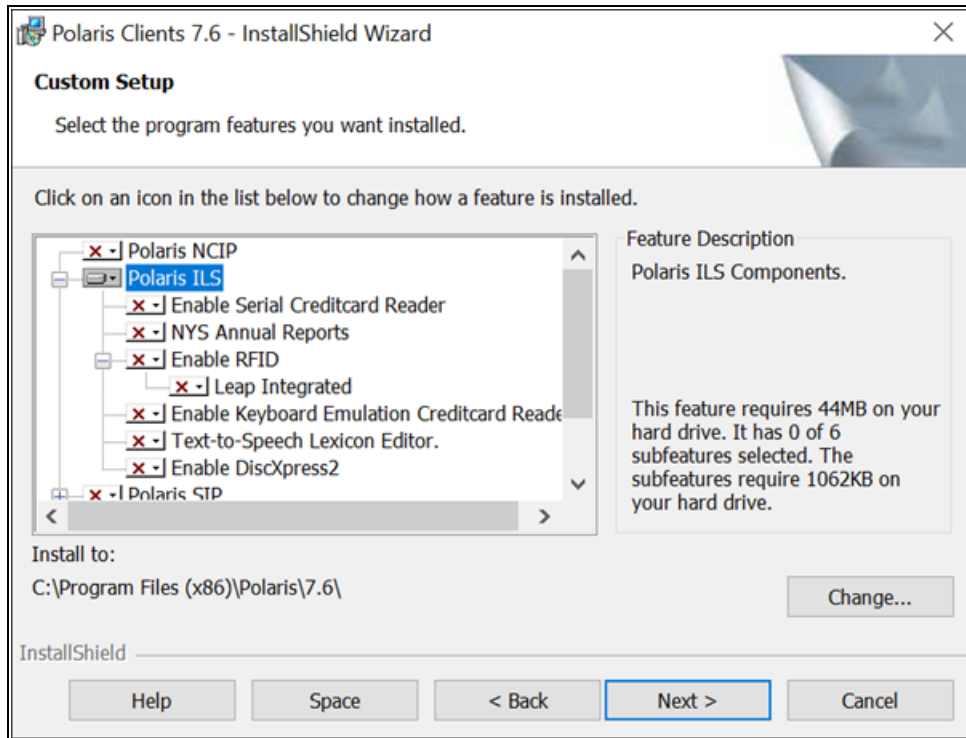 Polaris Clients 7.6 - InstallShield Wizard
Custom Setup
Select the program features you want installed.
Click on an icon in the list below to change how a feature is installed.
Polaris NCIP
Polaris ILS
Enable Serial Creditcard Reader
NYS Annual Reports
Enable RFID
Leap Integrated
Enable Keyboard Emulation Creditcard Reade
Text-to-Speech Lexicon Editor.
Enable DiscXpress2
Polaris SIP
Feature Description
Polaris ILS Components.
This feature requires 44MB on your
hard drive. It has 0 of 6
subfeatures selected. The
subfeatures require 1062KB on
your hard drive.
Install to:
C:\Program Files (x86)\Polaris\7.6\
Change...
InstallShield
Help
Space
< Back
Next >
Cancel